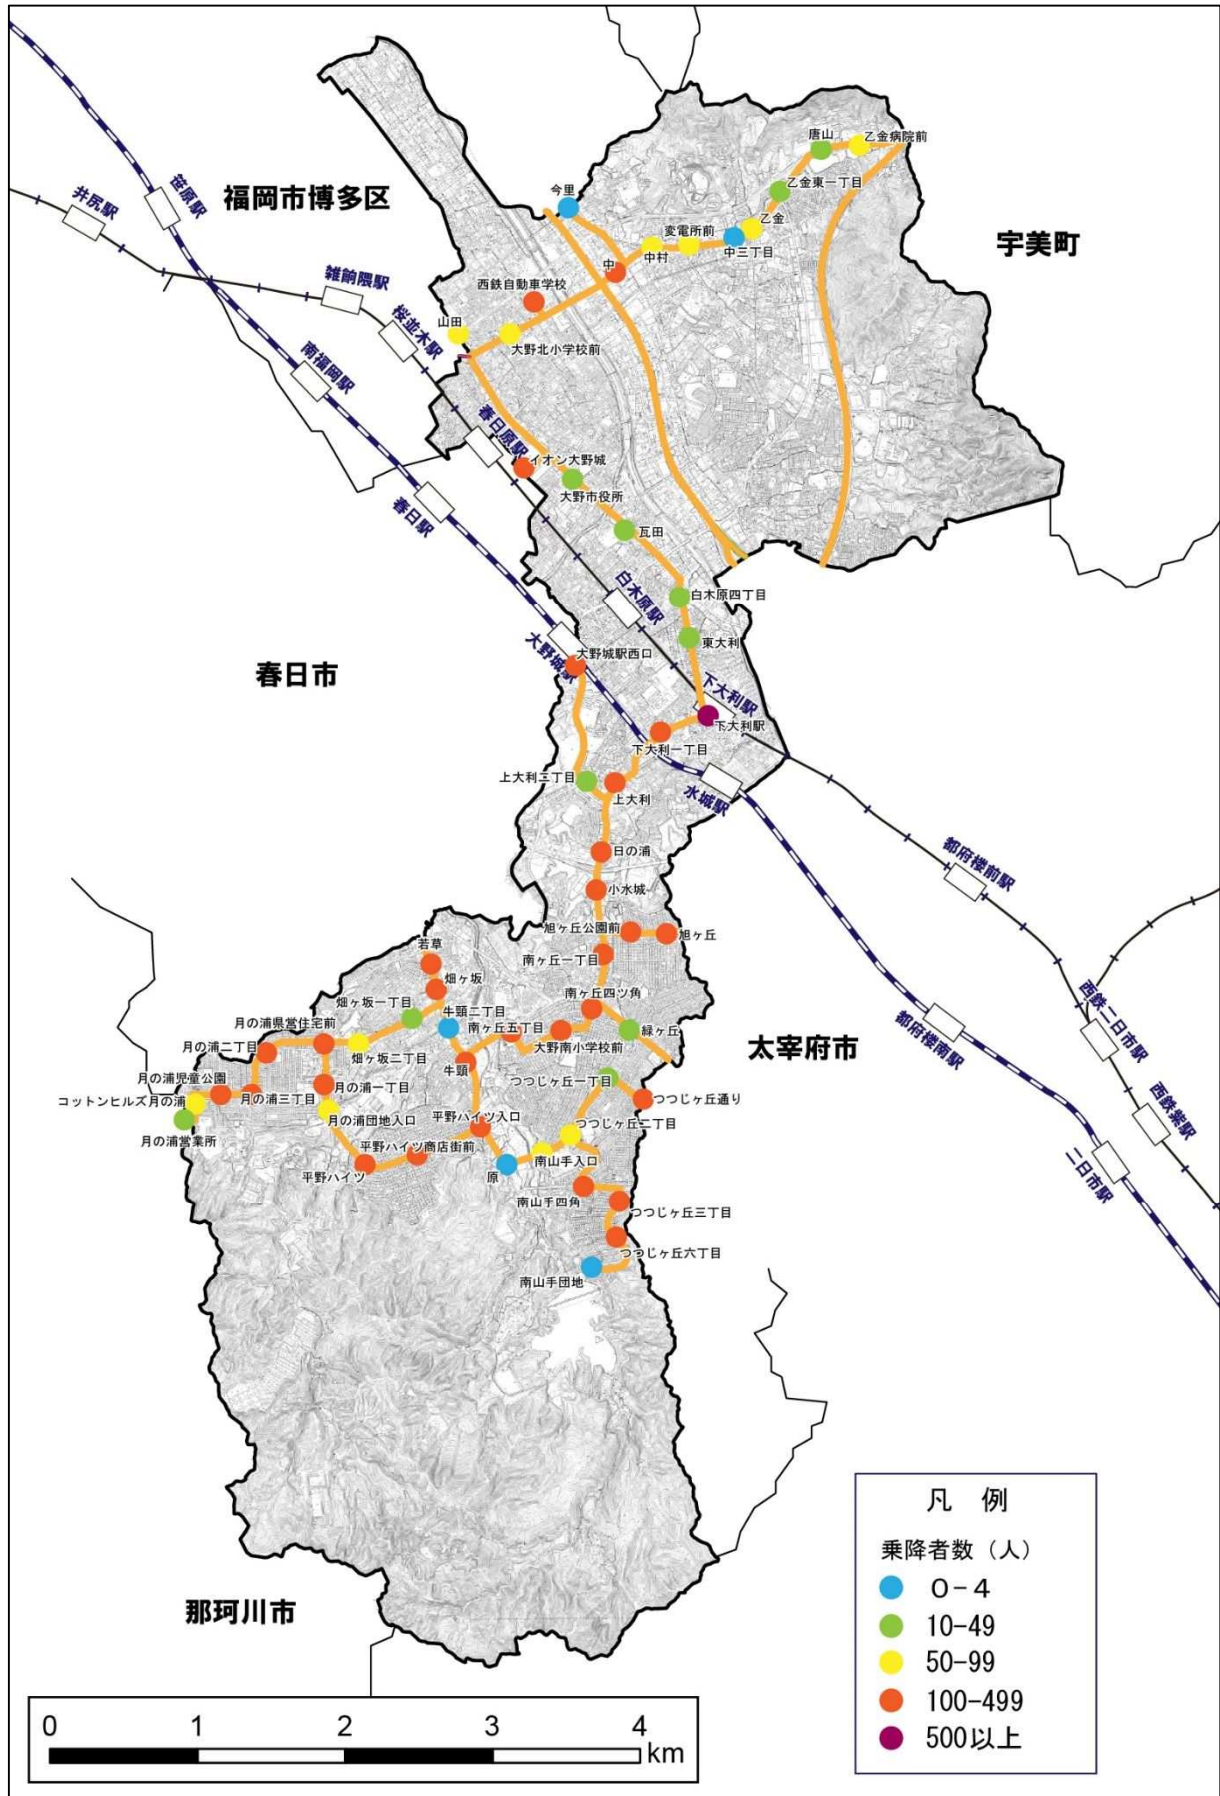 唐山
乙金病院前
笹原駅
井尻駅
福岡市博多区
今里
乙金東一丁目
宇美町
変電所前
乙金
中村
中三丁目
中
雑餉隈駅
西鉄自動車学校
桜並木駅
山田
大野北小学校前
南福岡駅
春日原駅
イオン大野城
大野市役所
春日駅
瓦田
白木原駅
白木原四丁目
東大利
大野城駅
大野城駅西口
春日市
下大利駅
下大利駅
下大利一丁目
上大利二丁目
上大利
水城駅
日の浦
都府楼前駅
小水城
旭ヶ丘公園前
旭ヶ丘
若草
南ヶ丘一丁目
畑ヶ坂
南ヶ丘四ツ角
畑ヶ坂一丁目
牛頸二丁目
月の浦県営住宅前
南ヶ丘五丁目
緑ヶ丘
西鉄二日市駅
都府楼南駅
月の浦二丁目
畑ヶ坂二丁目
大野南小学校前
太宰府市
牛頸
月の浦児童公園
月の浦一丁目
つつじヶ丘一丁目
コットンヒルズ月の浦
月の浦三丁目
つつじヶ丘通り
西鉄紫駅
月の浦団地入口
平野ハイツ入口
つつじヶ丘二丁目
月の浦営業所
平野ハイツ商店街前
二日市駅
南山手入口
平野ハイツ
原
南山手四角
つつじヶ丘三丁目
つつじヶ丘六丁目
南山手団地
凡 例
乗降者数（人）
0-4
10-49
50-99
100-499
500以上
那珂川市
0 1 2 3 4
km